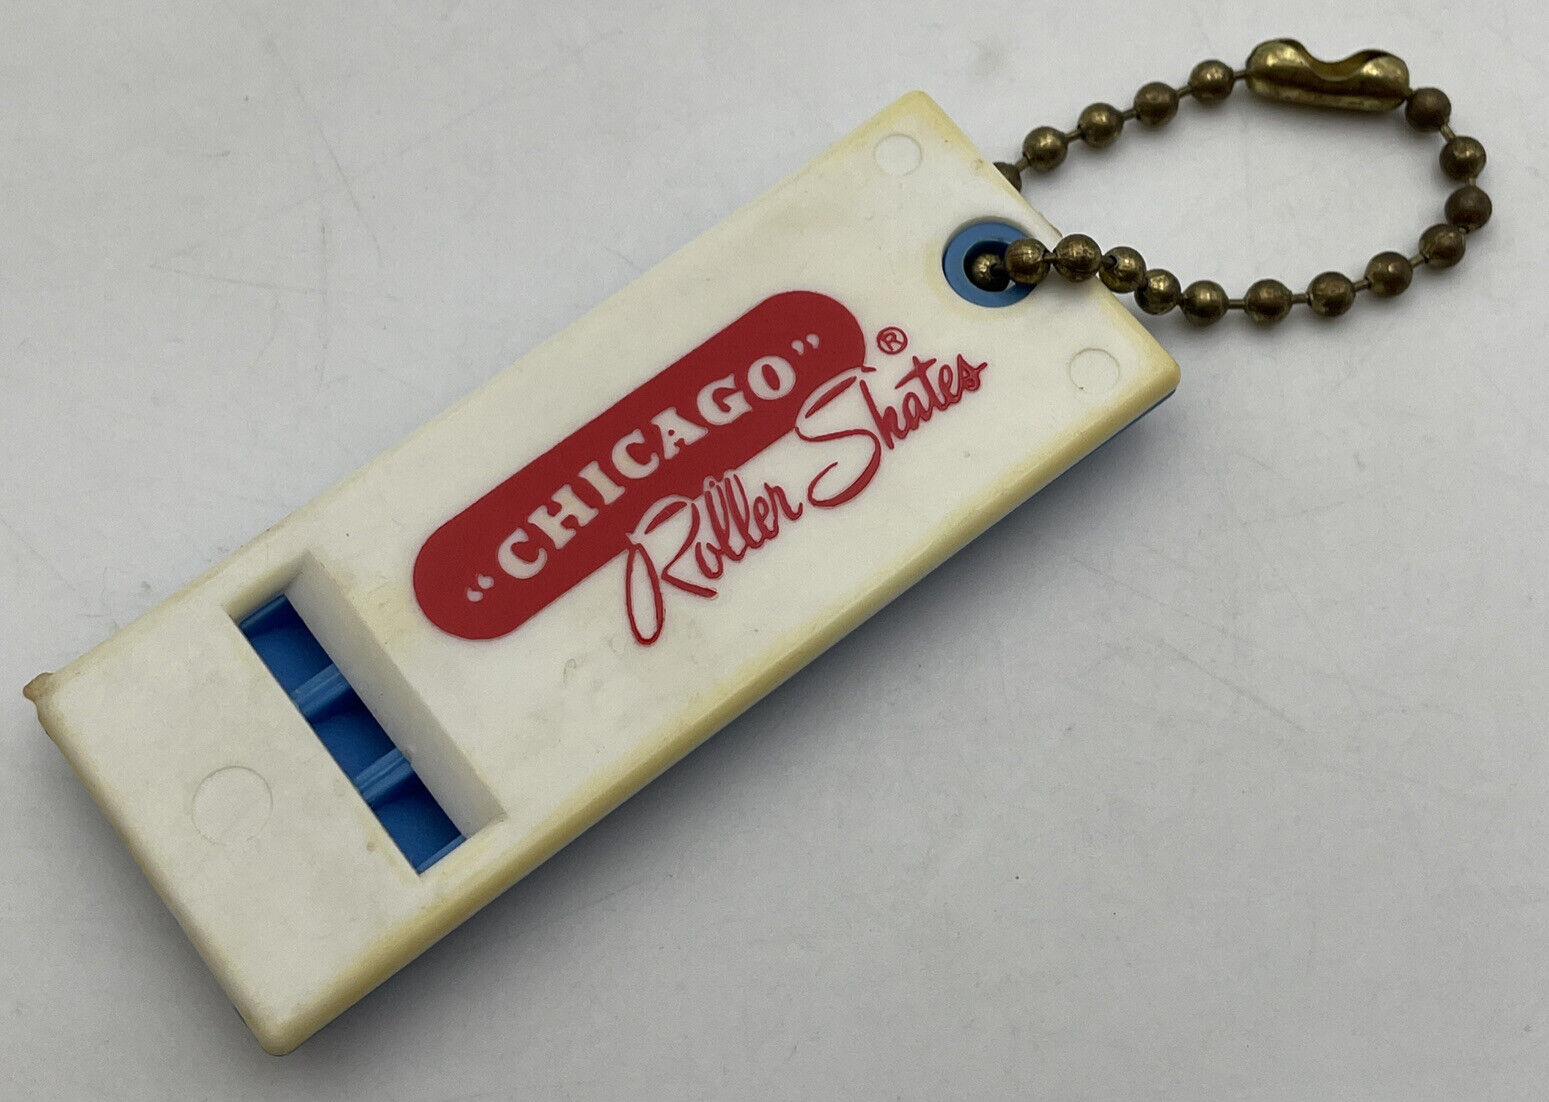 “CHICAGO” ®
Roller Skates